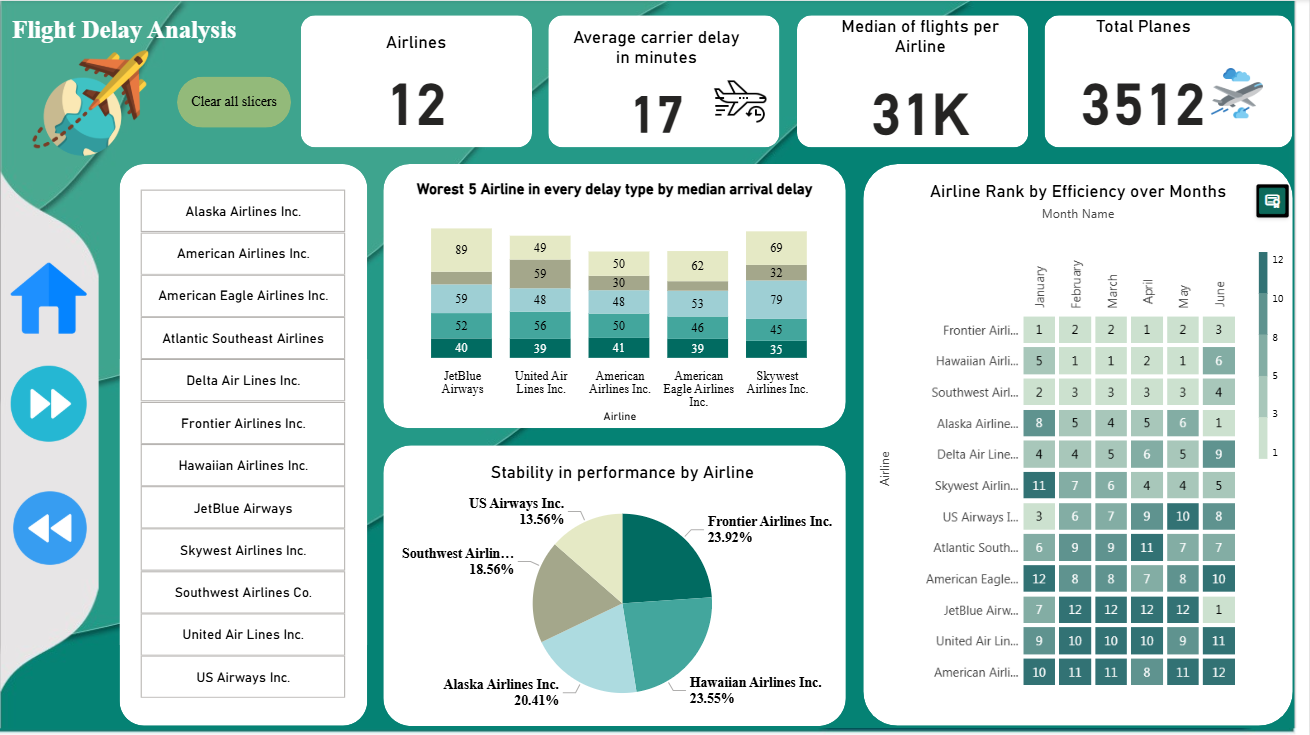 Flight Delay Analysis
Clear all slicers
Airlines
12
Average carrier delay
in minutes
17
Median of flights per
Airline
31K
Total Planes
3512
Alaska Airlines Inc.
American Airlines Inc.
American Eagle Airlines Inc.
Atlantic Southeast Airlines
Delta Air Lines Inc.
Frontier Airlines Inc.
Hawaiian Airlines Inc.
JetBlue Airways
Skywest Airlines Inc.
Southwest Airlines Co.
United Air Lines Inc.
US Airways Inc.
Worest 5 Airline in every delay type by median arrival delay
89 49 50 62 69
59 30 32
59 48 48 53 79
52 56 50 46 45
40 39 41 39 35
JetBlue
Airways
United Air
Lines Inc.
American
Airlines Inc.
American
Eagle Airlines
Inc.
Skywest
Airlines Inc.
Airline
Stability in performance by Airline
US Airways Inc.
13.56%
Frontier Airlines Inc.
23.92%
Southwest Airlin...
18.56%
Alaska Airlines Inc.
20.41%
Hawaiian Airlines Inc.
23.55%
Airline Rank by Efficiency over Months
Month Name
January February March April May June
Airline
Frontier Airli... 1 2 2 1 2 3
Hawaiian Airli... 5 1 1 2 1 6
Southwest Airl... 2 3 3 3 3 4
Alaska Airline... 8 5 4 5 6 1
Delta Air Line... 4 4 5 6 5 9
Skywest Airlin... 11 7 6 4 4 5
US Airways I... 3 6 7 9 10 8
Atlantic South... 6 9 9 11 7 7
American Eagle... 12 8 8 7 8 10
JetBlue Airw... 7 12 12 12 12 1
United Air Lin... 9 10 10 10 9 11
American Airli... 10 11 11 8 11 12
12
10
8
5
3
1